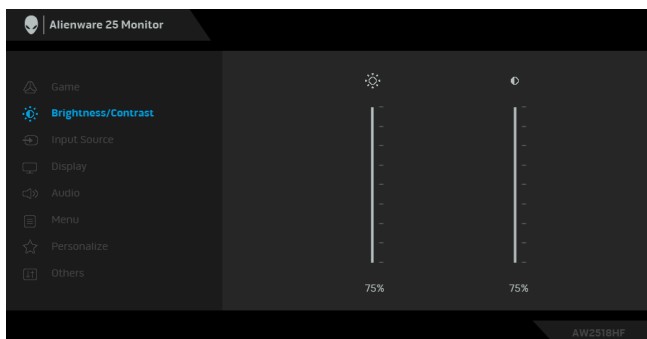 Alienware 25 Monitor
Game
Brightness/Contrast
Input Source
Display
Audio
Menu
Personalize
Others
75%
75%
AW2518HF